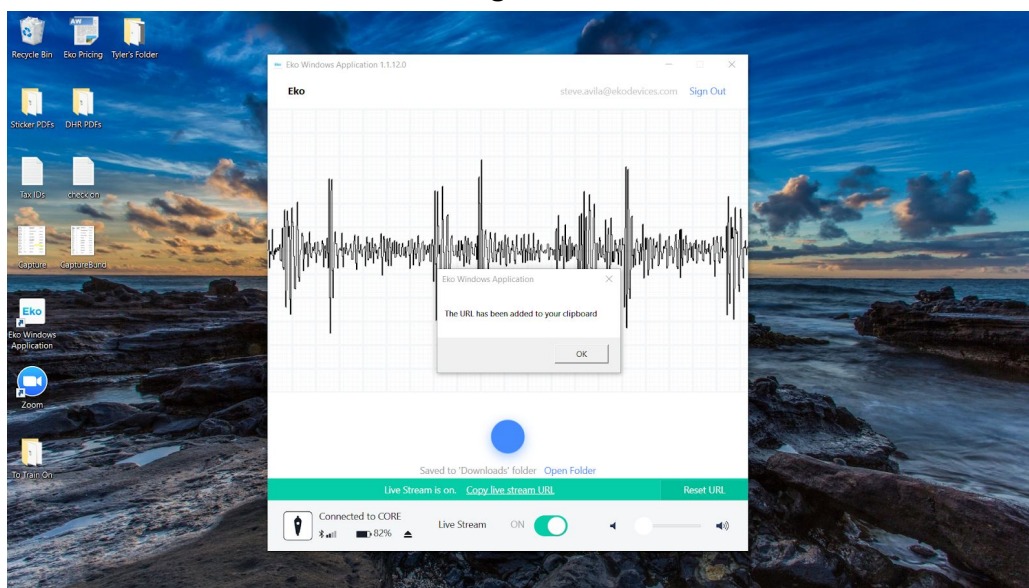 Recycle Bin
Eko Pricing
Tyler's Folder
Sticker PDFs
DHR PDFs
Tax IDs
check on
Capture
CaptureBund
Eko
Eko Windows
Application
Zoom
To Train On
Eko Windows Application 1.1.12.0
Eko
steve.avila@ekodevices.com Sign Out
Eko Windows Application
The URL has been added to your clipboard
OK
Saved to 'Downloads' folder Open Folder
Live Stream is on. Copy live stream URL
Reset URL
Connected to CORE
82%
Live Stream ON